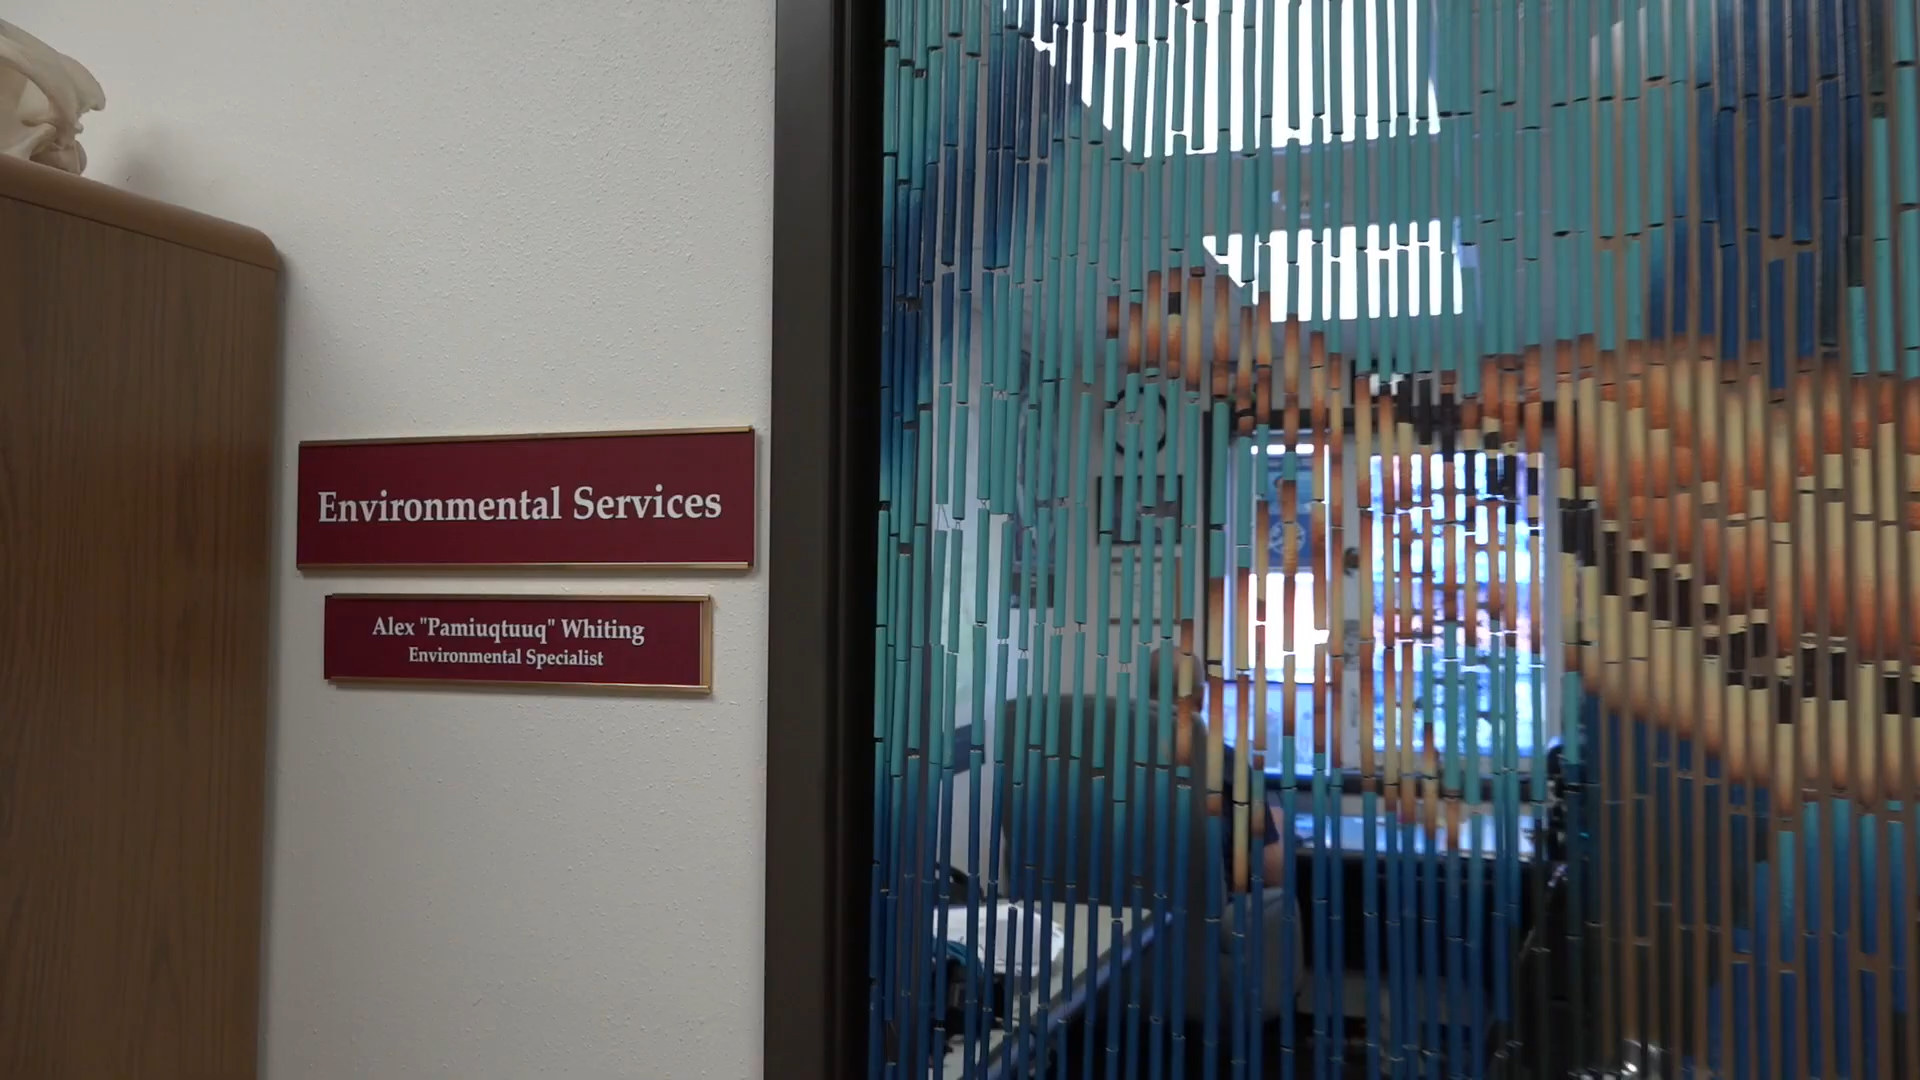 Environmental Services
Alex "Pamiuqtuuq" Whiting
Environmental Specialist